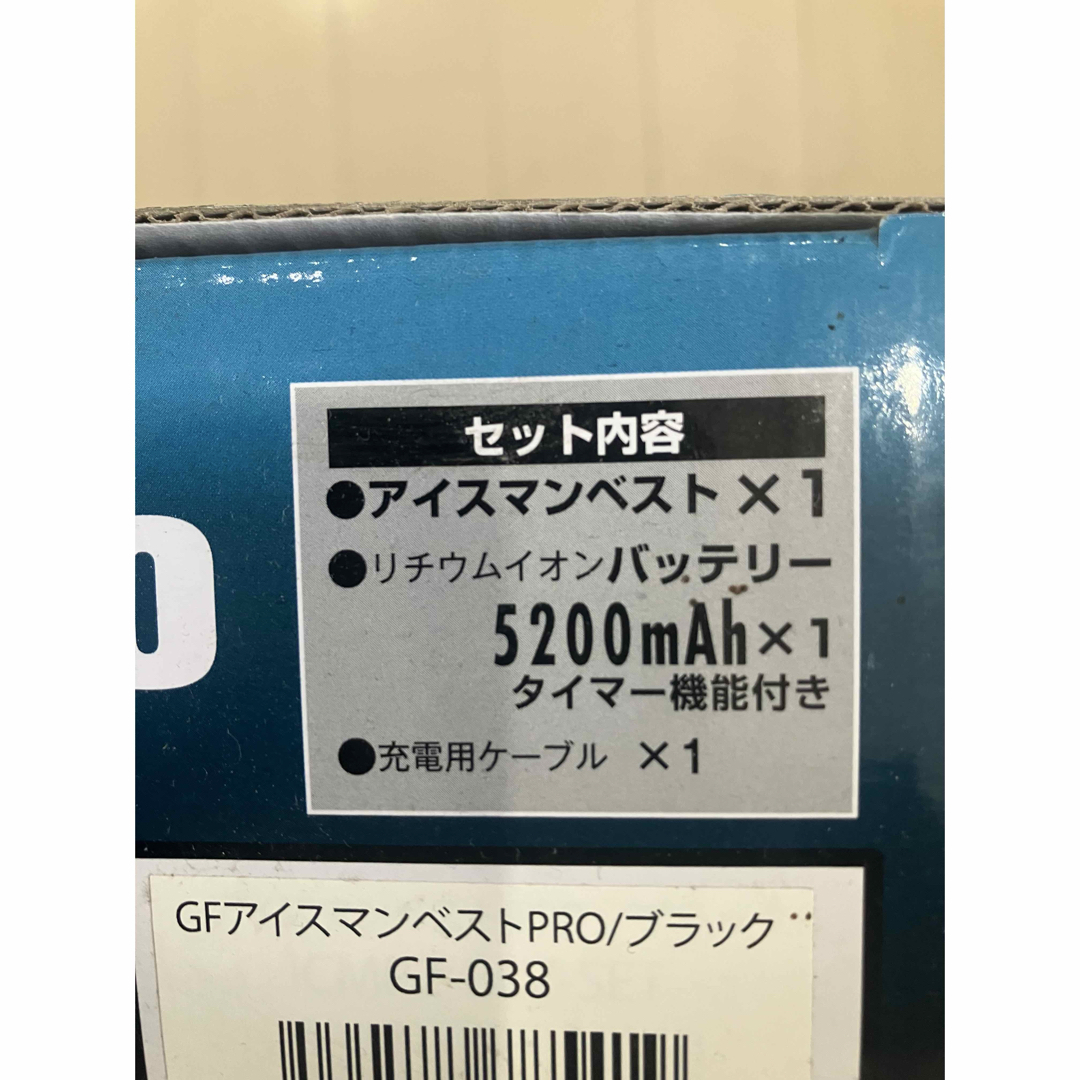 セット内容
●アイスマンベスト×1
●リチウムイオンバッテリー
5200mAh×1
タイマー機能付き
●充電用ケーブル ×1
GFアイスマンベストPRO/ブラック
GF-038